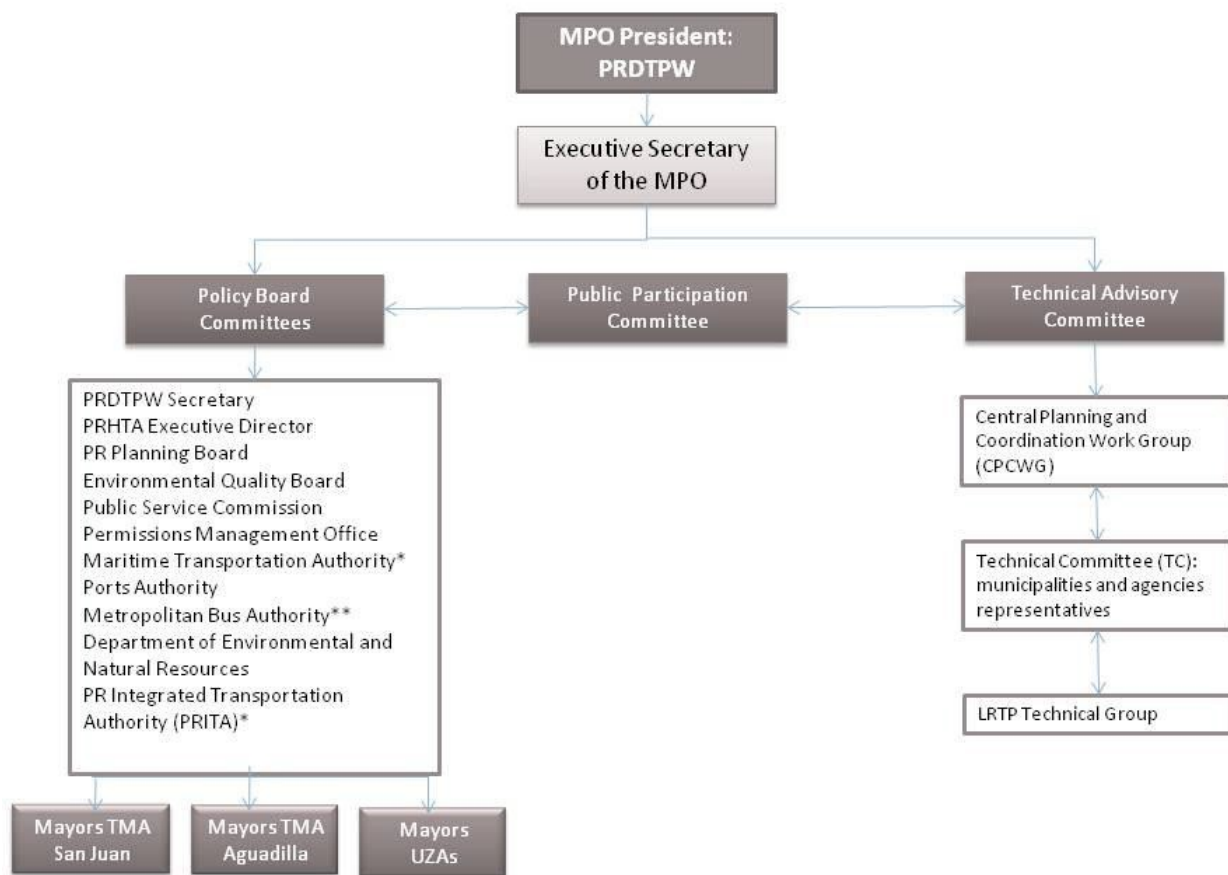 MPO President:
PRDTPW
Executive Secretary
of the MPO
Policy Board
Committees
Public Participation
Committee
Technical Advisory
Committee
PRDTPW Secretary
PRHTA Executive Director
PR Planning Board
Environmental Quality Board
Public Service Commission
Permissions Management Office
Maritime Transportation Authority*
Ports Authority
Metropolitan Bus Authority**
Department of Environmental and
Natural Resources
PR Integrated Transportation
Authority (PRITA)*
Central Planning and
Coordination Work Group
(CPCWG)
Technical Committee (TC):
municipalities and agencies
representatives
LRTP Technical Group
Mayors TMA
San Juan
Mayors TMA
Aguadilla
Mayors
UZAs